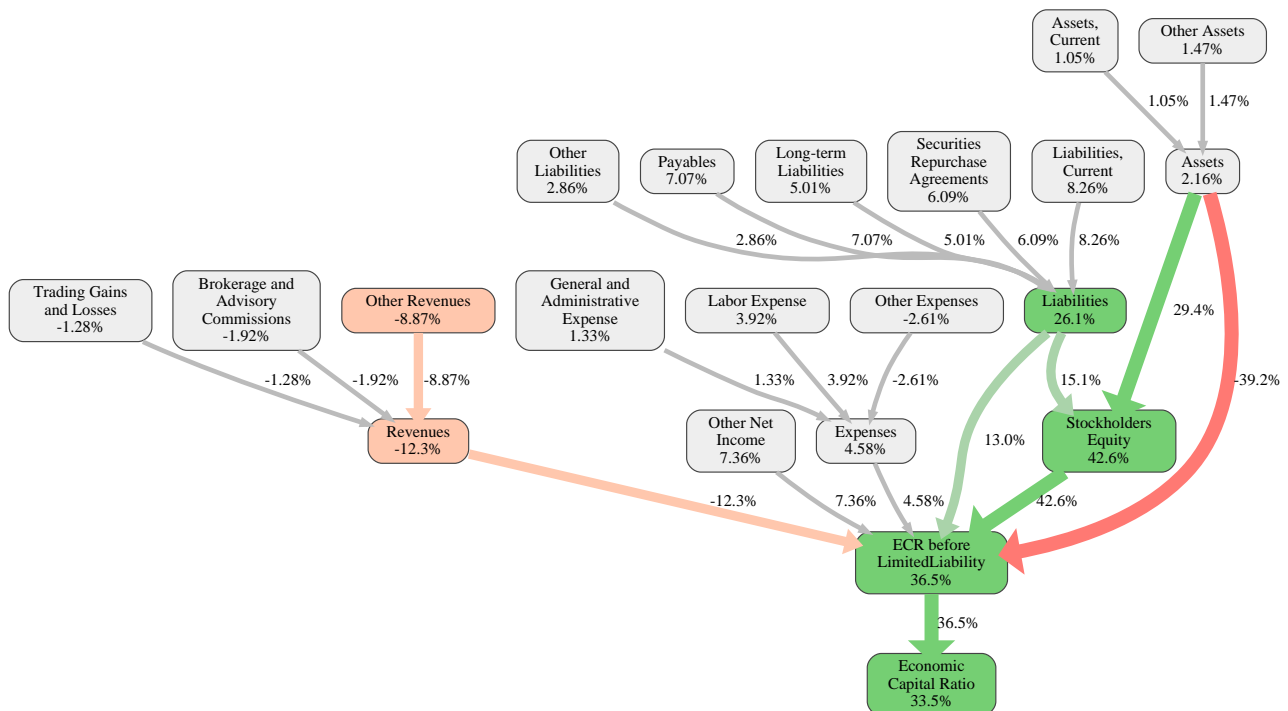 Assets,
Current
1.05%
Other Assets
1.47%
1.05%
1.47%
Other
Liabilities
2.86%
Payables
7.07%
Long-term
Liabilities
5.01%
Securities
Repurchase
Agreements
6.09%
Liabilities,
Current
8.26%
Assets
2.16%
2.86%
7.07%
5.01%
6.09%
8.26%
Trading Gains
and Losses
-1.28%
Brokerage and
Advisory
Commissions
-1.92%
Other Revenues
-8.87%
General and
Administrative
Expense
1.33%
Labor Expense
3.92%
Other Expenses
-2.61%
Liabilities
26.1%
29.4%
-1.28%
-1.92%
-8.87%
1.33%
3.92%
-2.61%
15.1%
-39.2%
Revenues
-12.3%
Other Net
Income
7.36%
Expenses
4.58%
13.0%
Stockholders
Equity
42.6%
-12.3%
7.36%
4.58%
42.6%
ECR before
LimitedLiability
36.5%
36.5%
Economic
Capital Ratio
33.5%